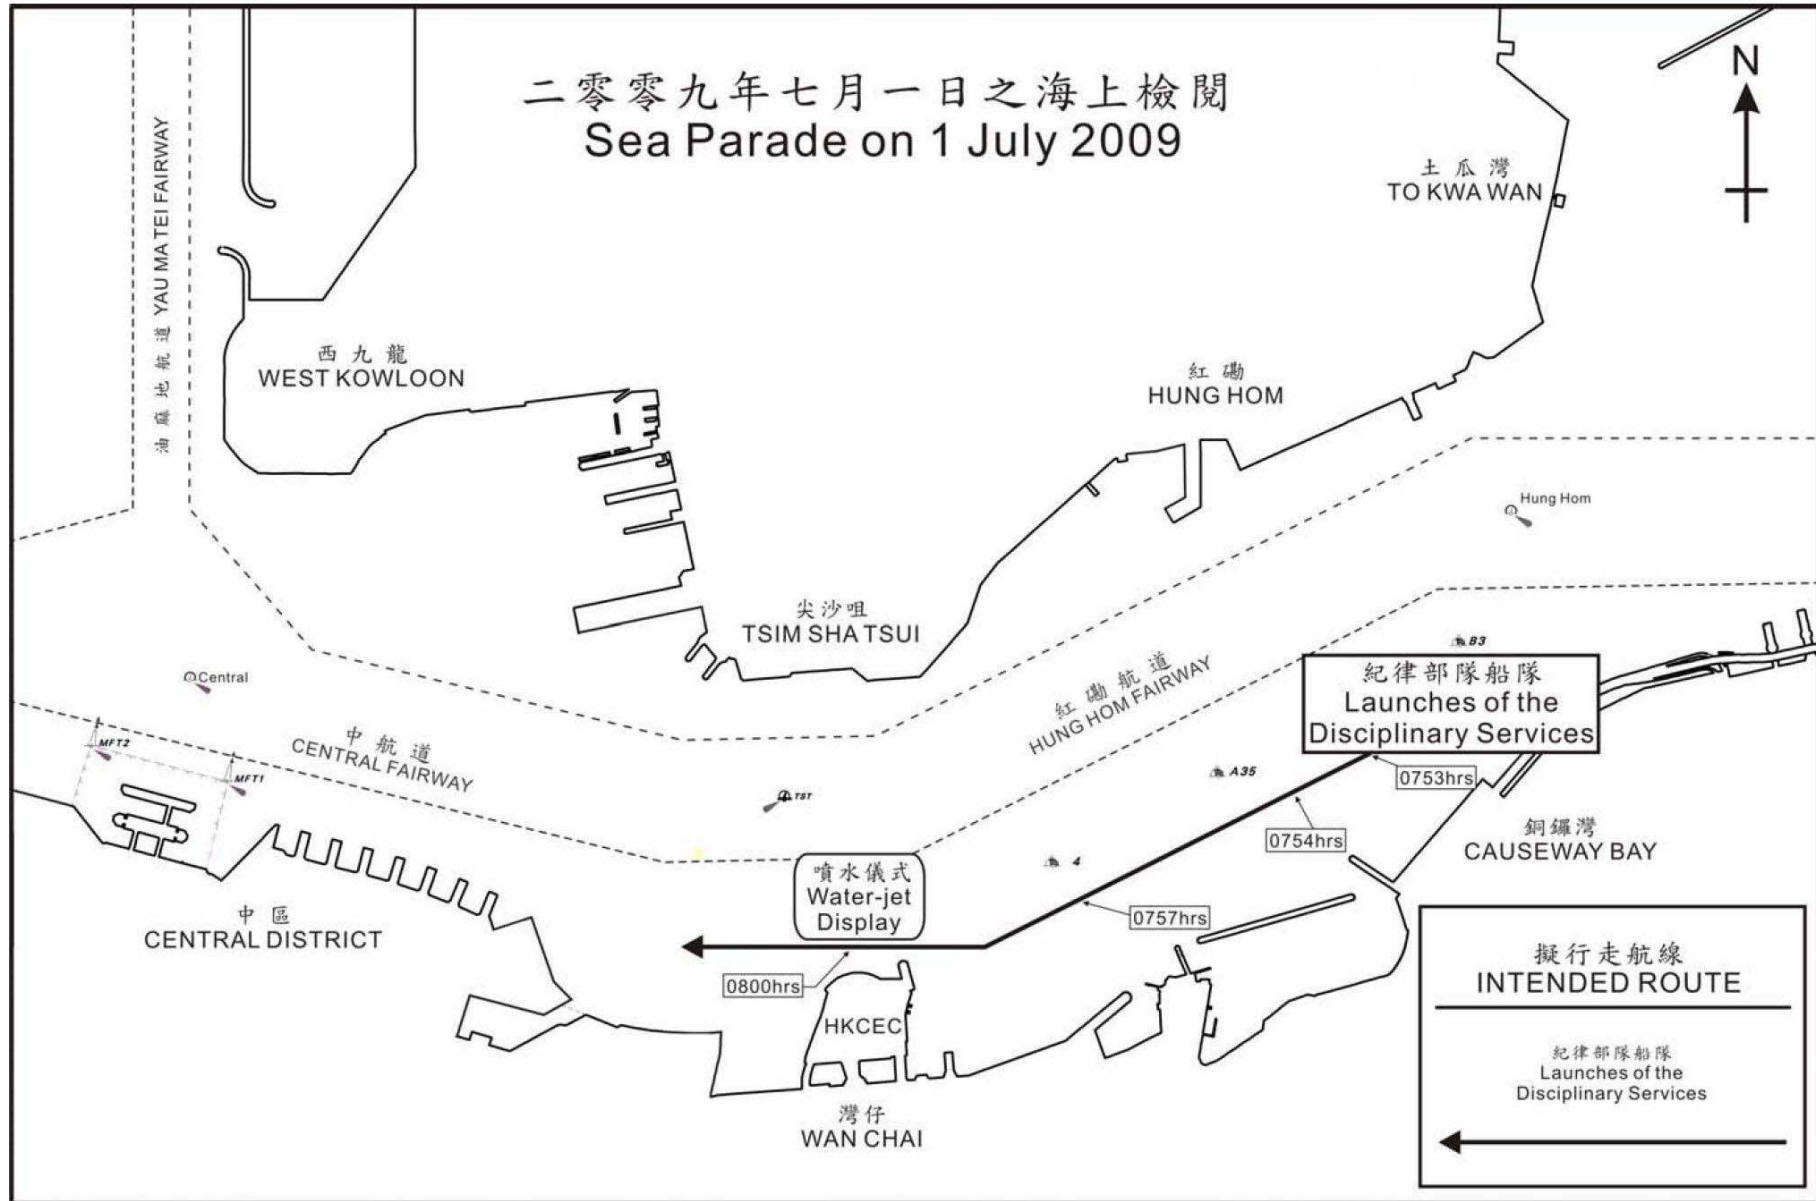 二零零九年七月一日之海上檢閱
Sea Parade on 1 July 2009
N
土瓜灣
TO KWA WAN
油麻地航道 YAU MA TEI FAIRWAY
西九龍
WEST KOWLOON
紅磡
HUNG HOM
Hung Hom
尖沙咀
TSIM SHA TSUI
B3
紅磡航道
HUNG HOM FAIRWAY
紀律部隊船隊
Launches of the
Disciplinary Services
Central
MFT2
MFT1
中航道
CENTRAL FAIRWAY
TST
A35
0753hrs
0754hrs
銅鑼灣
CAUSEWAY BAY
4
噴水儀式
Water-jet
Display
0757hrs
中區
CENTRAL DISTRICT
0800hrs
HKCEC
灣仔
WAN CHAI
擬行走航線
INTENDED ROUTE
紀律部隊船隊
Launches of the
Disciplinary Services